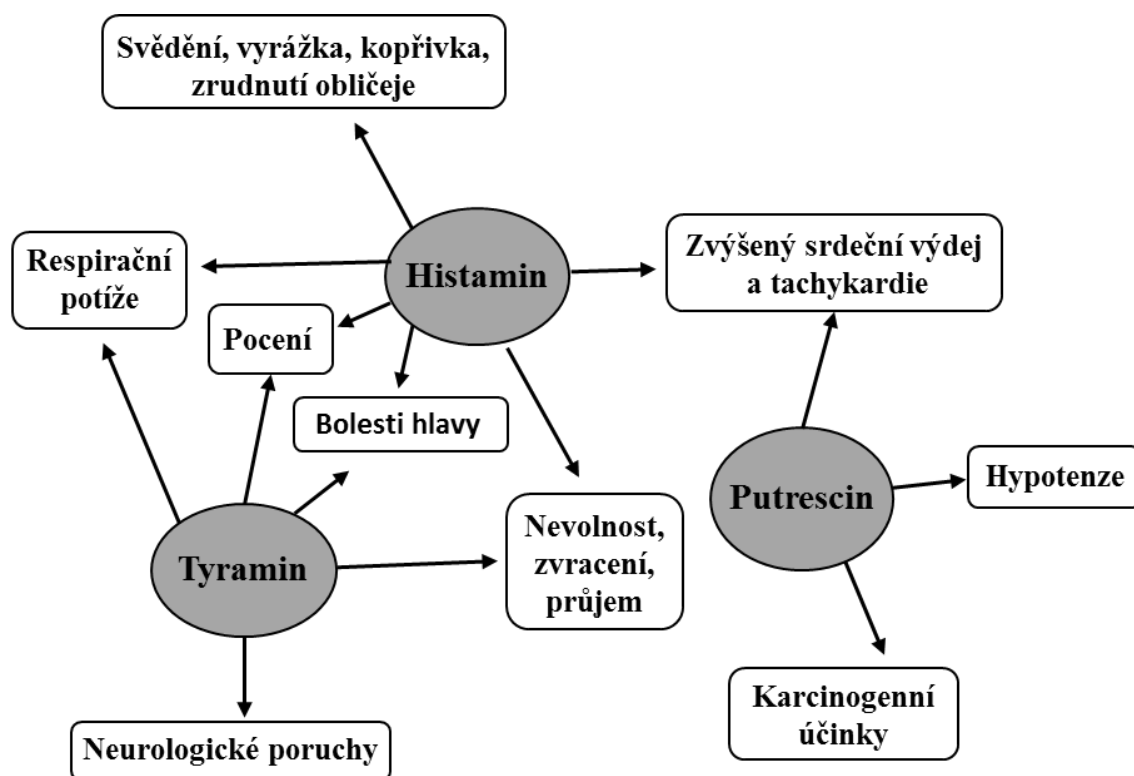 Svědění, vyrážka, kopřivka,
zrudnutí obličeje
Respirační
potíže
Histamin
Zvýšený srdeční výdej
a tachykardie
Pocení
Bolesti hlavy
Putrescin
Hypotenze
Tyramin
Nevolnost,
zvracení,
průjem
Karcinogenní
účinky
Neurologické poruchy